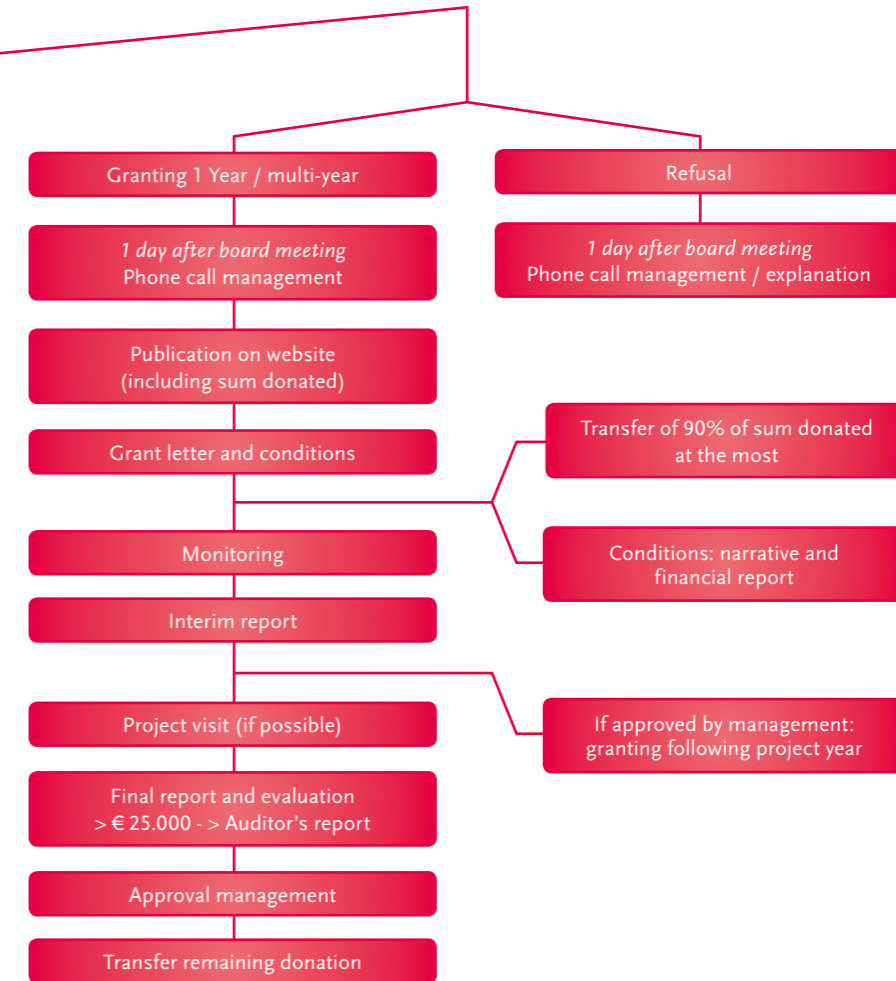 Granting 1 Year / multi-year
Refusal
1 day after board meeting
Phone call management
1 day after board meeting
Phone call management / explanation
Publication on website
(including sum donated)
Grant letter and conditions
Transfer of 90% of sum donated
at the most
Conditions: narrative and
financial report
Monitoring
Interim report
Project visit (if possible)
If approved by management:
granting following project year
Final report and evaluation
> € 25.000 - > Auditor's report
Approval management
Transfer remaining donation